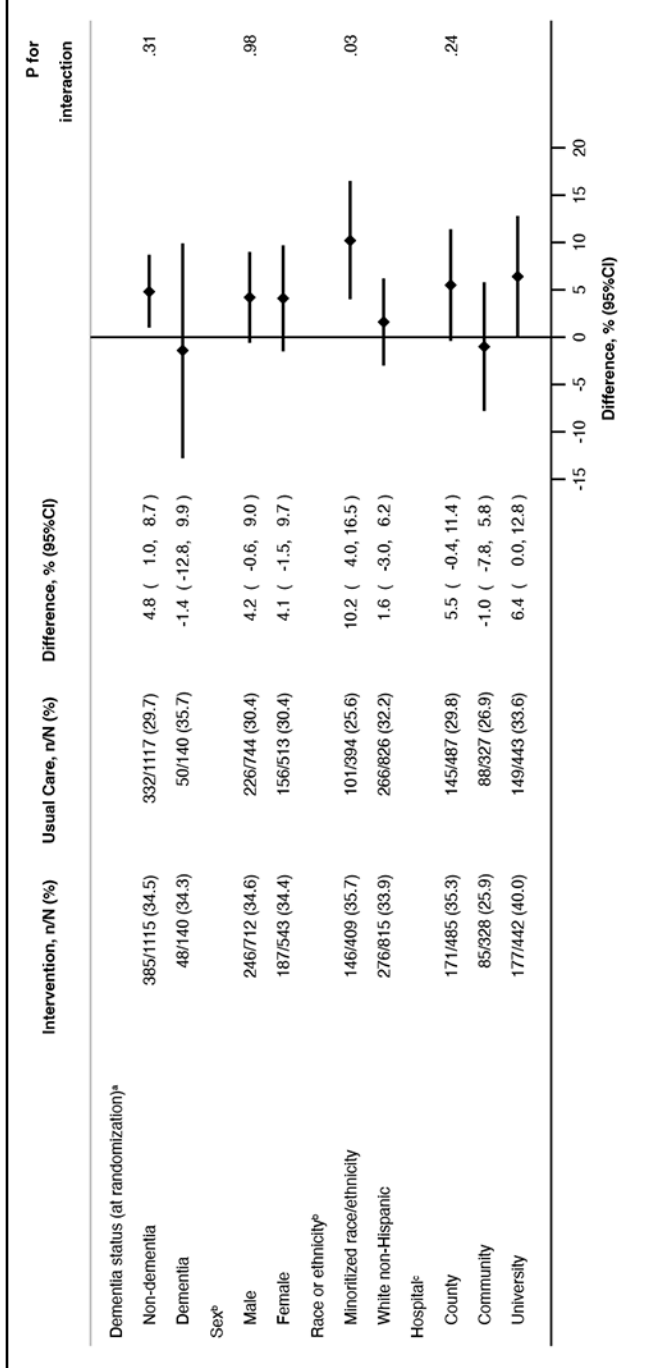 Intervention, n/N (%) Usual Care, n/N (%) Difference, % (95%CI) P for interaction
Dementia status (at randomization)ᵃ .31
Non-dementia 385/1115 (34.5) 332/1117 (29.7) 4.8 ( 1.0, 8.7 )
Dementia 48/140 (34.3) 50/140 (35.7) -1.4 ( -12.8, 9.9 )
Sexᵇ .98
Male 246/712 (34.6) 226/744 (30.4) 4.2 ( -0.6, 9.0 )
Female 187/543 (34.4) 156/513 (30.4) 4.1 ( -1.5, 9.7 )
Race or ethnicityᵇ .03
Minoritized race/ethnicity 146/409 (35.7) 101/394 (25.6) 10.2 ( 4.0, 16.5 )
White non-Hispanic 276/815 (33.9) 266/826 (32.2) 1.6 ( -3.0, 6.2 )
Hospitalᶜ .24
County 171/485 (35.3) 145/487 (29.8) 5.5 ( -0.4, 11.4 )
Community 85/328 (25.9) 88/327 (26.9) -1.0 ( -7.8, 5.8 )
University 177/442 (40.0) 149/443 (33.6) 6.4 ( 0.0, 12.8 )
-15 -10 -5 0 5 10 15 20
Difference, % (95%CI)